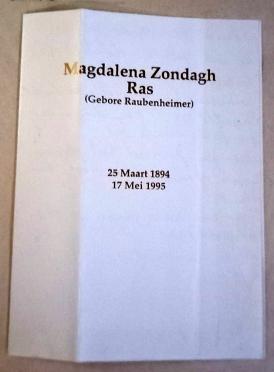 Magdalena Zondagh
Ras
(Gebore Raubenheimer)
25 Maart 1894
17 Mei 1995